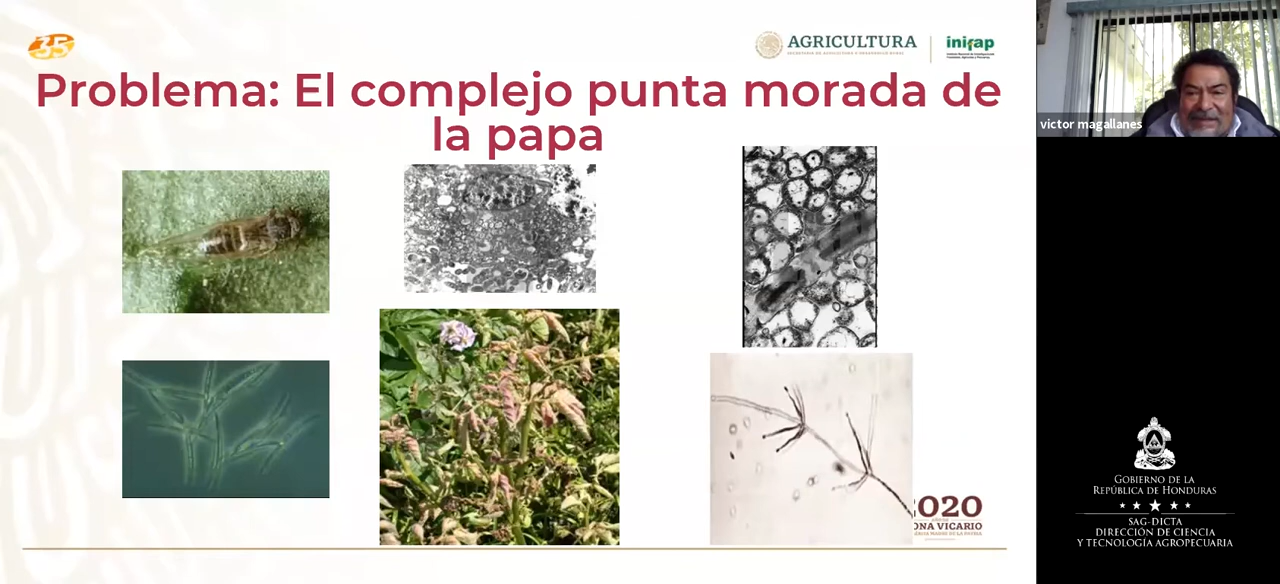 35
AGRICULTURA
SECRETARÍA DE AGRICULTURA Y DESARROLLO RURAL
inifap
Problema: El complejo punta morada de
la papa
victor magallanes
2020
ONA VICARIO
GOBIERNO DE LA
REPÚBLICA DE HONDURAS
SAG-DICTA
DIRECCIÓN DE CIENCIA
Y TECNOLOGÍA AGROPECUARIA